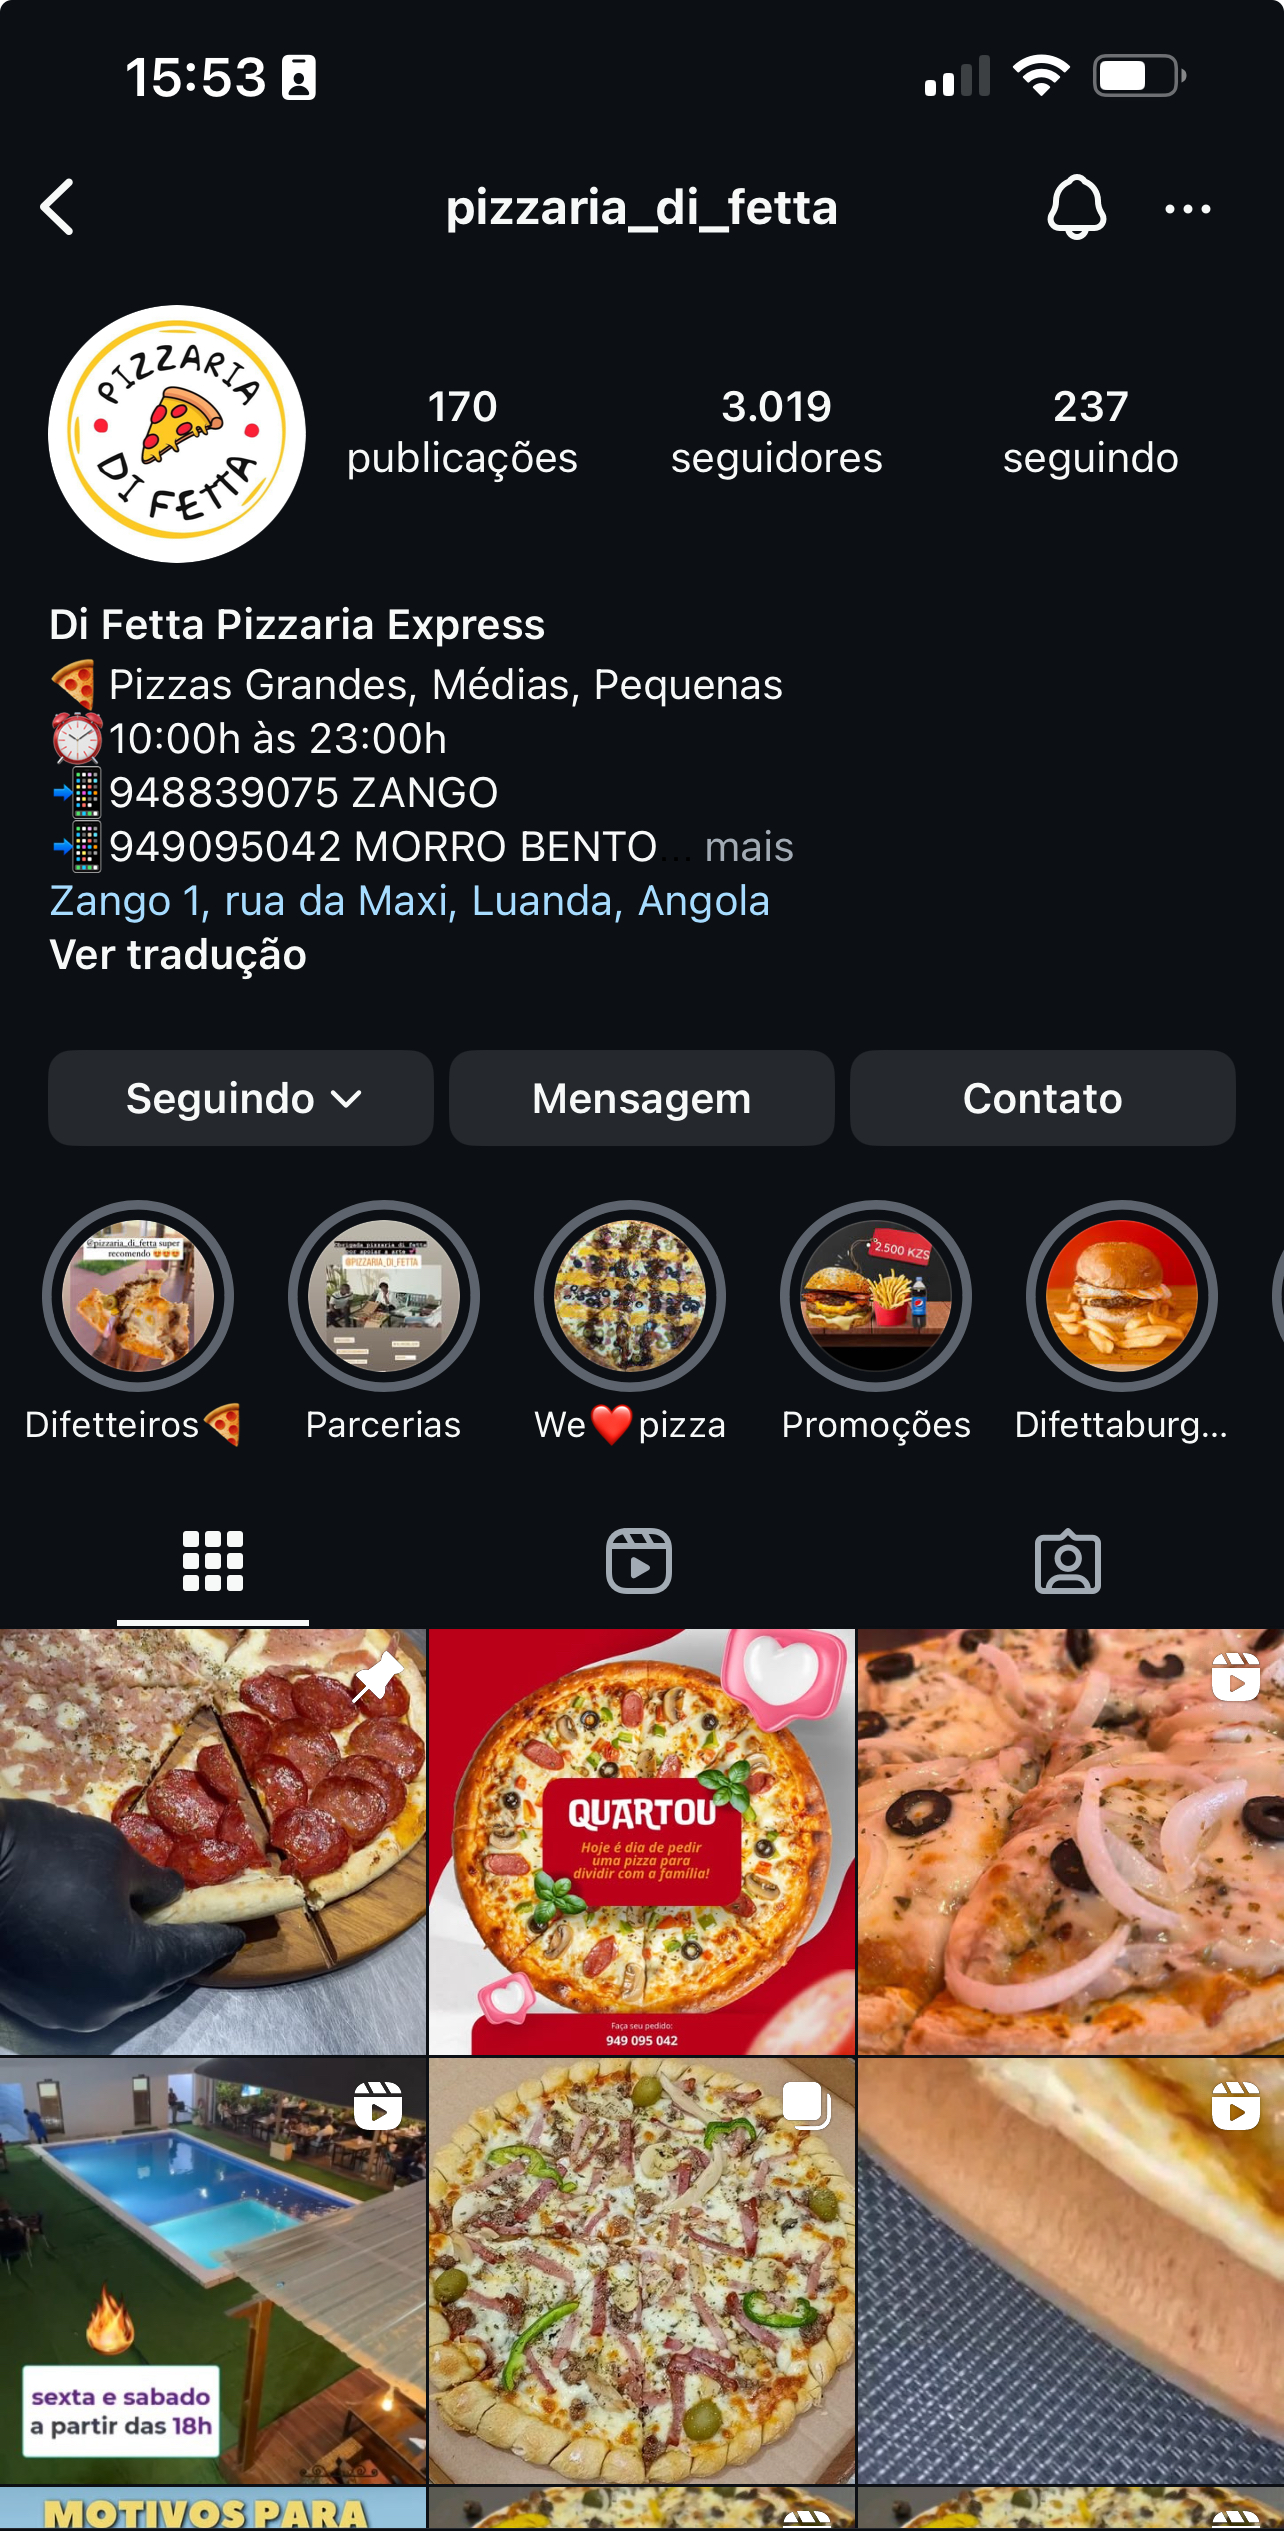 15:53
pizzaria_di_fetta
PIZZARIA
DI FETTA
170
publicações
3.019
seguidores
237
seguindo
Di Fetta Pizzaria Express
🍕Pizzas Grandes, Médias, Pequenas
⏰10:00h às 23:00h
📲948839075 ZANGO
📲949095042 MORRO BENTO... mais
Zango 1, rua da Maxi, Luanda, Angola
Ver tradução
Seguindo
Mensagem
Contato
@pizzaria_di_fetta super
recomendo 😍😍😍
Obrigada pizzaria di fetta
por apoiar a arte
@PIZZARIA_DI_FETTA
2.500 KZS
Difetteiros🍕
Parcerias
We❤️pizza
Promoções
Difettaburg...
QUARTOU
Hoje é dia de pedir
uma pizza para
dividir com a família!
Faça seu pedido:
949 095 042
sexta e sabado
a partir das 18h
MOTIVOS PARA